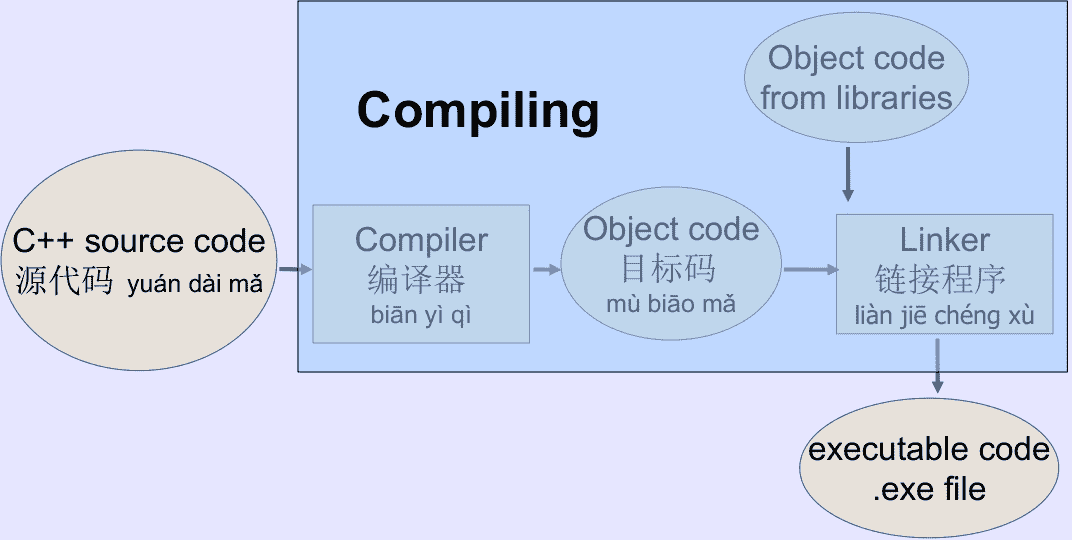 Compiling
Object code
from libraries
C++ source code
源代码 yuán dài mǎ
Compiler
编译器
biān yì qì
Object code
目标码
mù biāo mǎ
Linker
链接程序
liàn jiē chéng xù
executable code
.exe file